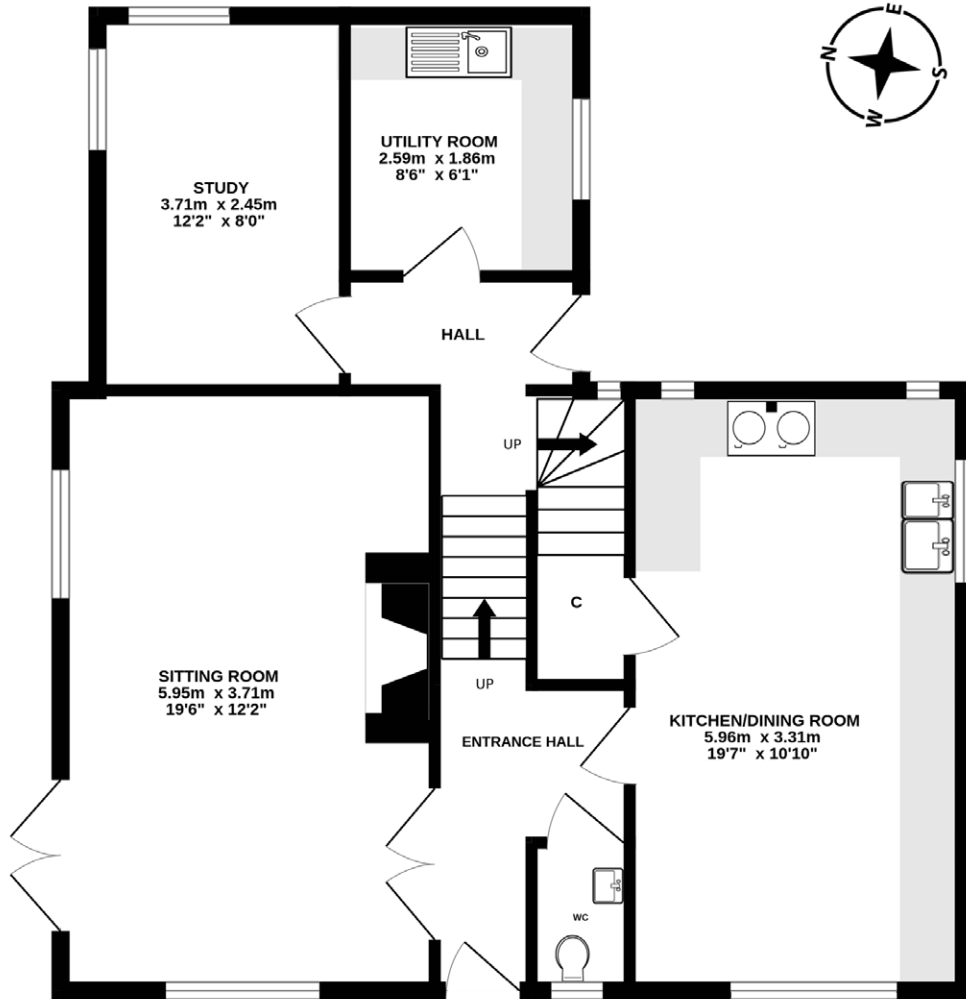 E
N
S
W
UTILITY ROOM
2.59m x 1.86m
8'6" x 6'1"
STUDY
3.71m x 2.45m
12'2" x 8'0"
HALL
UP
C
SITTING ROOM
5.95m x 3.71m
19'6" x 12'2"
UP
ENTRANCE HALL
KITCHEN/DINING ROOM
5.96m x 3.31m
19'7" x 10'10"
WC